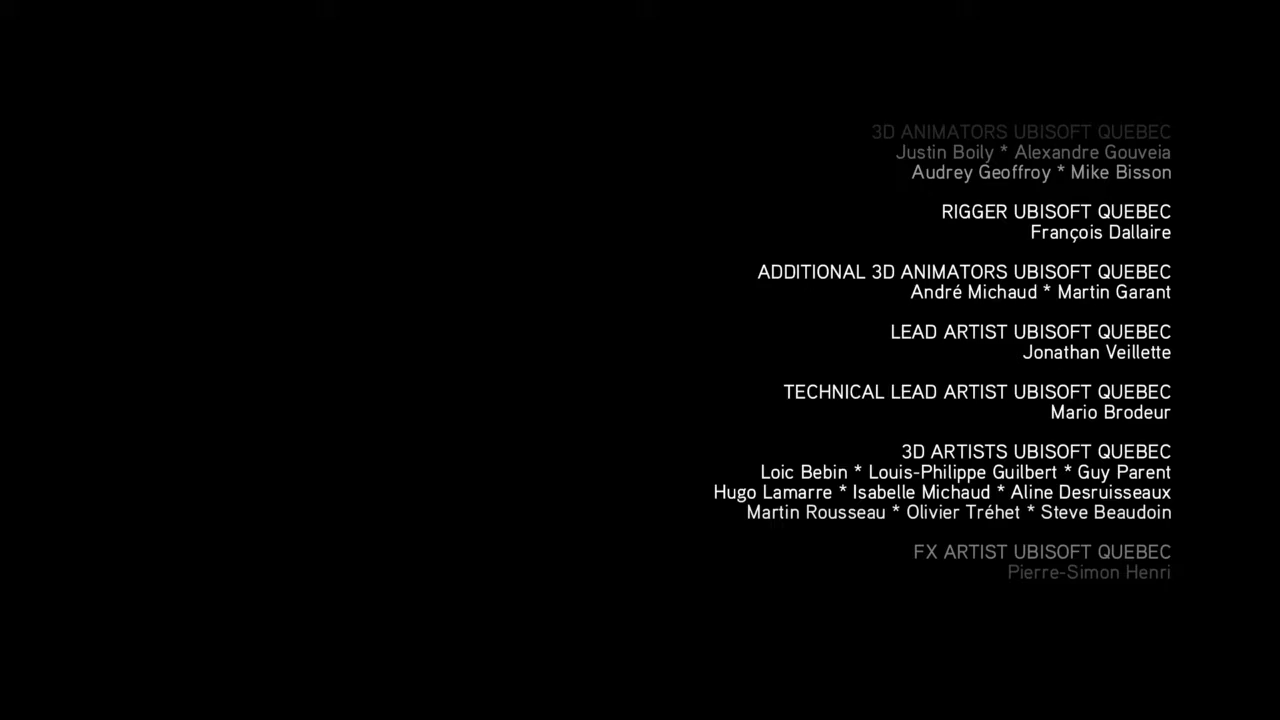 3D ANIMATORS UBISOFT QUEBEC
Justin Boily * Alexandre Gouveia
Audrey Geoffroy * Mike Bisson
RIGGER UBISOFT QUEBEC
François Dallaire
ADDITIONAL 3D ANIMATORS UBISOFT QUEBEC
André Michaud * Martin Garant
LEAD ARTIST UBISOFT QUEBEC
Jonathan Veillette
TECHNICAL LEAD ARTIST UBISOFT QUEBEC
Mario Brodeur
3D ARTISTS UBISOFT QUEBEC
Loic Bebin * Louis-Philippe Guilbert * Guy Parent
Hugo Lamarre * Isabelle Michaud * Aline Desruisseaux
Martin Rousseau * Olivier Tréhet * Steve Beaudoin
FX ARTIST UBISOFT QUEBEC
Pierre-Simon Henri